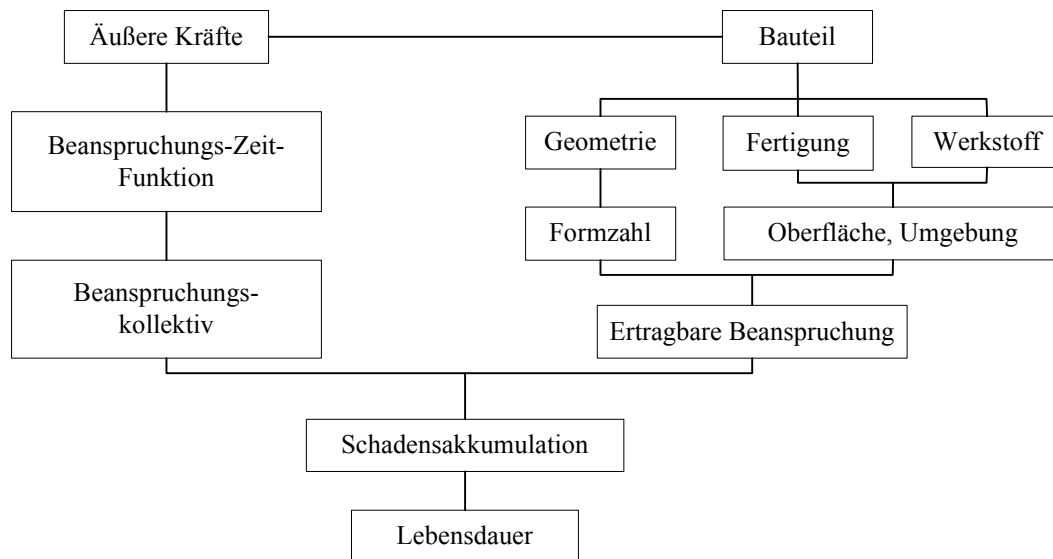 Äußere Kräfte
Bauteil
Beanspruchungs-Zeit-
Funktion
Geometrie
Fertigung
Werkstoff
Formzahl
Oberfläche, Umgebung
Beanspruchungs-
kollektiv
Ertragbare Beanspruchung
Schadensakkumulation
Lebensdauer